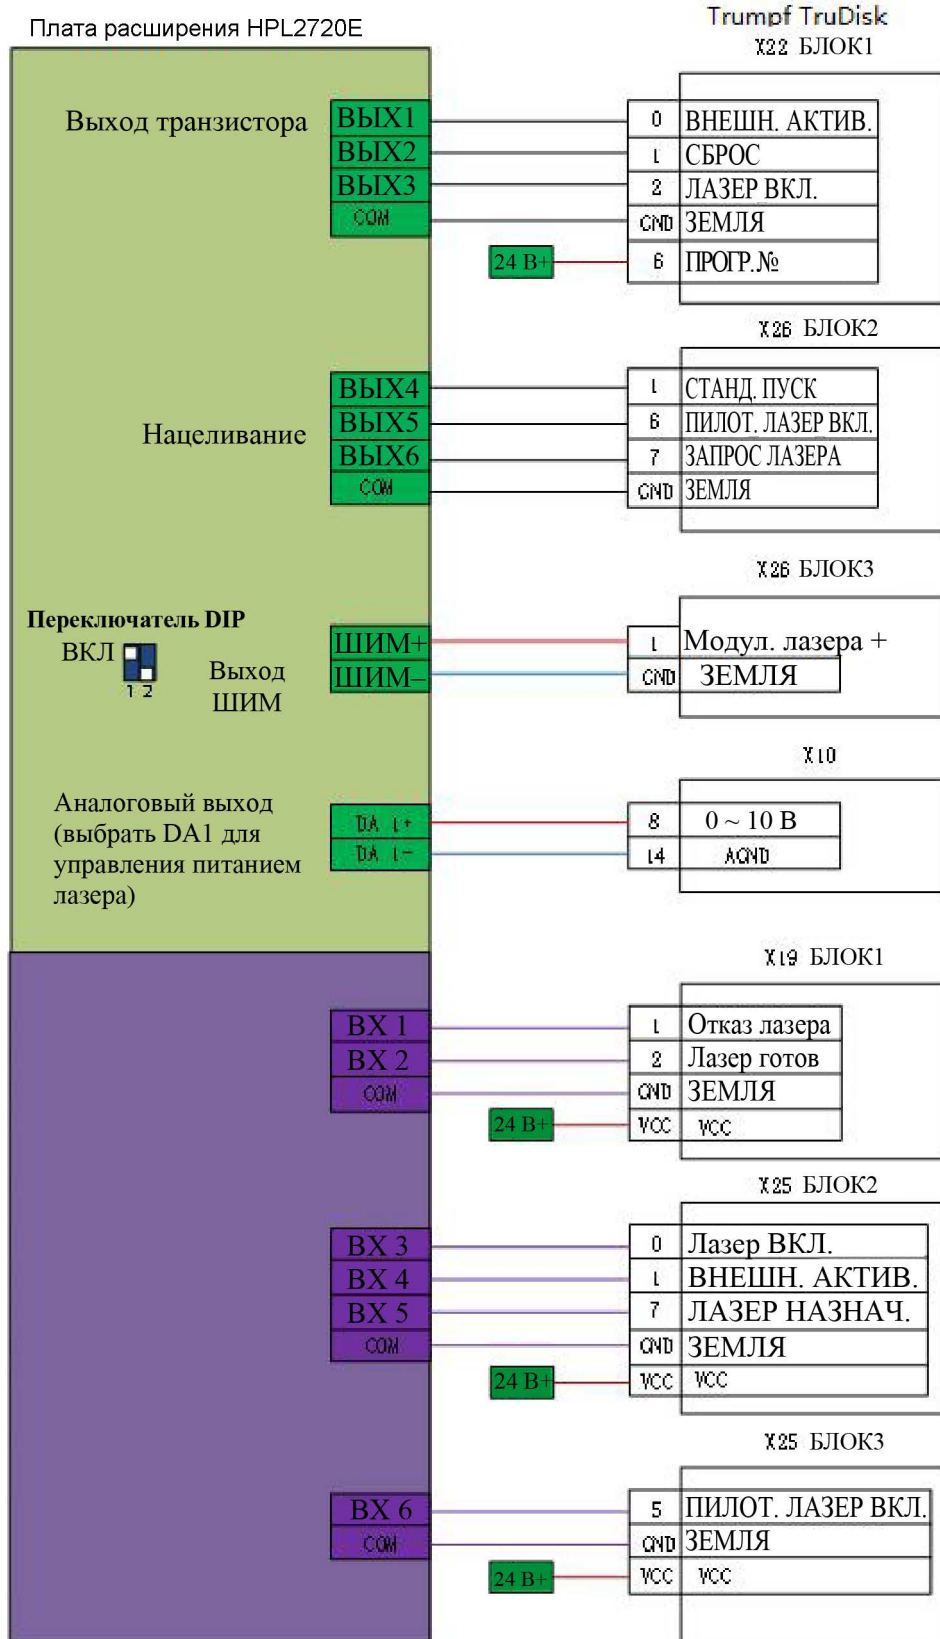 Плата расширения HPL2720E
Trumpf TruDisk
X22 БЛОК1
Выход транзистора
ВЫХ1
0 ВНЕШН. АКТИВ.
ВЫХ2
1 СБРОС
ВЫХ3
2 ЛАЗЕР ВКЛ.
COM
GND ЗЕМЛЯ
24 В+
6 ПРОГР.№
X26 БЛОК2
Нацеливание
ВЫХ4
1 СТАНД. ПУСК
ВЫХ5
6 ПИЛОТ. ЛАЗЕР ВКЛ.
ВЫХ6
7 ЗАПРОС ЛАЗЕРА
COM
GND ЗЕМЛЯ
X26 БЛОК3
Переключатель DIP
ВКЛ
1 2
Выход
ШИМ
ШИМ+
1 Модул. лазера +
ШИМ–
GND ЗЕМЛЯ
X10
Аналоговый выход
(выбрать DA1 для
управления питанием
лазера)
DA 1+
8 0 ~ 10 В
DA 1-
14 AGND
X19 БЛОК1
ВХ 1
1 Отказ лазера
ВХ 2
2 Лазер готов
COM
GND ЗЕМЛЯ
24 В+
VCC VCC
X25 БЛОК2
ВХ 3
0 Лазер ВКЛ.
ВХ 4
1 ВНЕШН. АКТИВ.
ВХ 5
7 ЛАЗЕР НАЗНАЧ.
COM
GND ЗЕМЛЯ
24 В+
VCC VCC
X25 БЛОК3
ВХ 6
5 ПИЛОТ. ЛАЗЕР ВКЛ.
COM
GND ЗЕМЛЯ
24 В+
VCC VCC